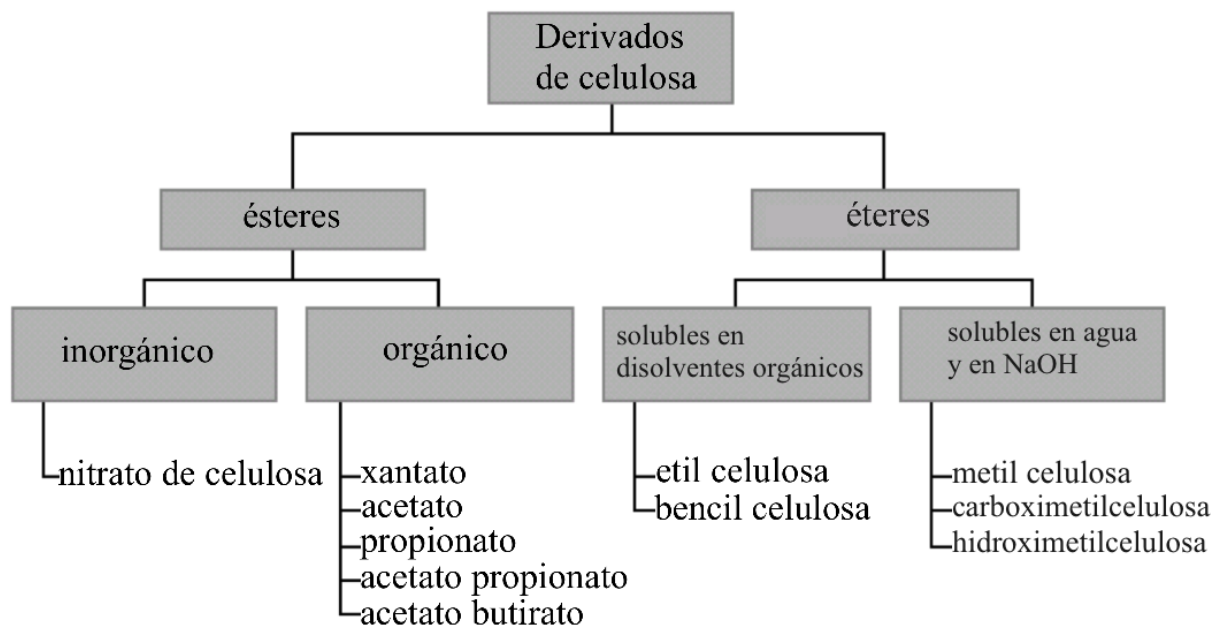 Derivados
de celulosa
ésteres
éteres
inorgánico
orgánico
solubles en
disolventes orgánicos
solubles en agua
y en NaOH
nitrato de celulosa
xantato
acetato
propionato
acetato propionato
acetato butirato
etil celulosa
bencil celulosa
metil celulosa
carboximetilcelulosa
hidroximetilcelulosa